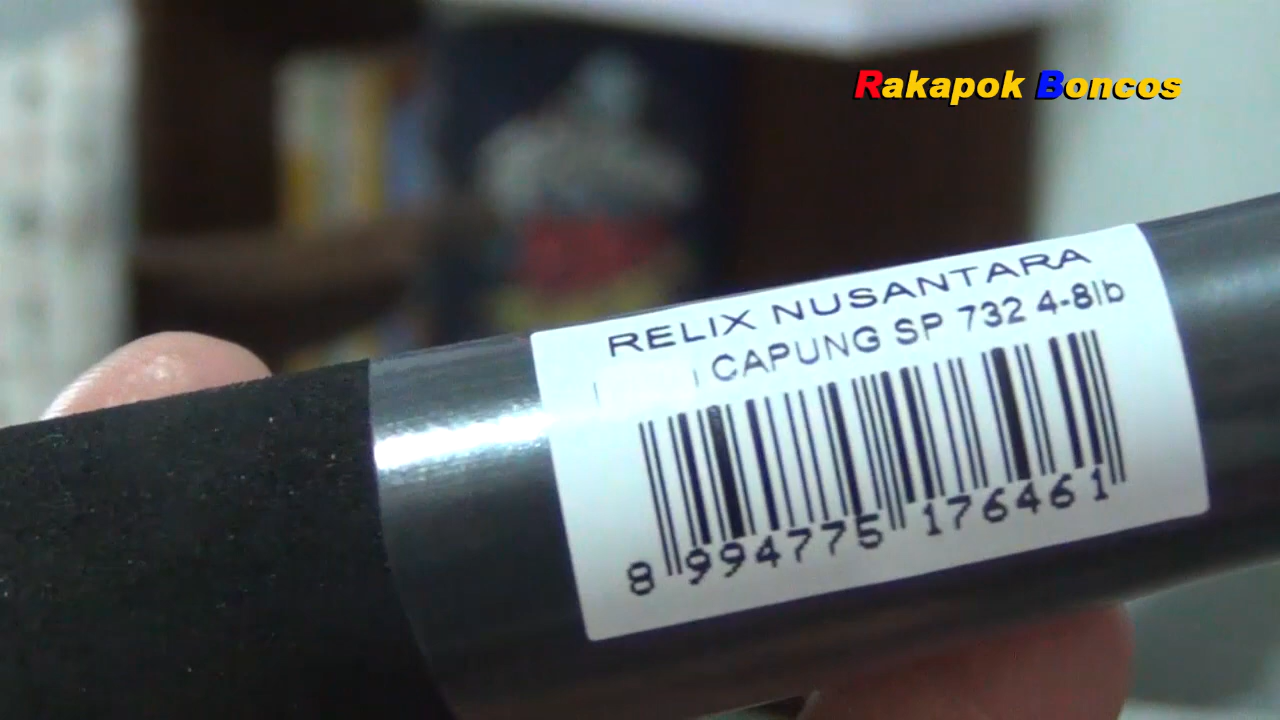 Rakapok Boncos
RELIX NUSANTARA
CAPUNG SP 732 4-8lb
8 994775 176461